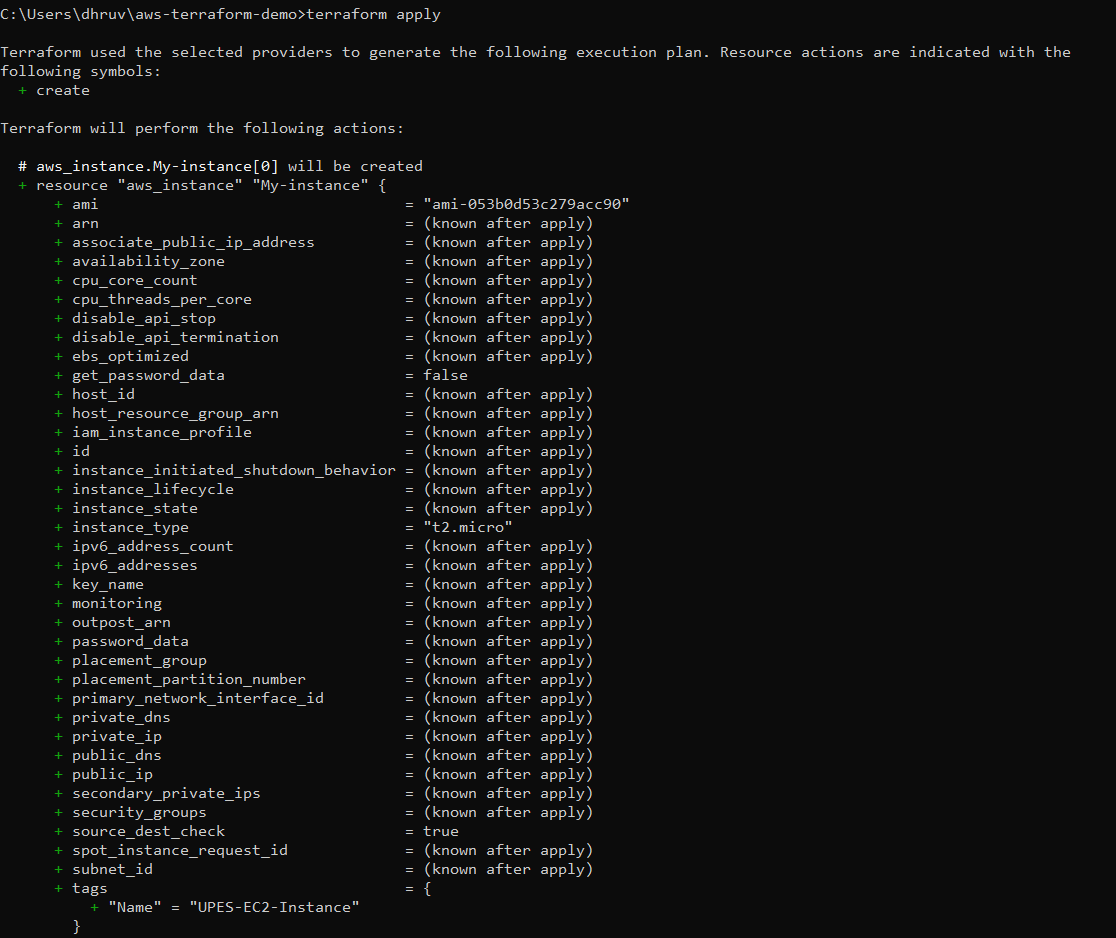 C:\Users\dhruv\aws-terraform-demo>terraform apply
Terraform used the selected providers to generate the following execution plan. Resource actions are indicated with the
following symbols:
  + create
Terraform will perform the following actions:
  # aws_instance.My-instance[0] will be created
  + resource "aws_instance" "My-instance" {
      + ami                                  = "ami-053b0d53c279acc90"
      + arn                                  = (known after apply)
      + associate_public_ip_address          = (known after apply)
      + availability_zone                    = (known after apply)
      + cpu_core_count                       = (known after apply)
      + cpu_threads_per_core                 = (known after apply)
      + disable_api_stop                     = (known after apply)
      + disable_api_termination              = (known after apply)
      + ebs_optimized                        = (known after apply)
      + get_password_data                    = false
      + host_id                              = (known after apply)
      + host_resource_group_arn              = (known after apply)
      + iam_instance_profile                 = (known after apply)
      + id                                   = (known after apply)
      + instance_initiated_shutdown_behavior = (known after apply)
      + instance_lifecycle                   = (known after apply)
      + instance_state                       = (known after apply)
      + instance_type                        = "t2.micro"
      + ipv6_address_count                   = (known after apply)
      + ipv6_addresses                       = (known after apply)
      + key_name                             = (known after apply)
      + monitoring                           = (known after apply)
      + outpost_arn                          = (known after apply)
      + password_data                        = (known after apply)
      + placement_group                      = (known after apply)
      + placement_partition_number           = (known after apply)
      + primary_network_interface_id         = (known after apply)
      + private_dns                          = (known after apply)
      + private_ip                           = (known after apply)
      + public_dns                           = (known after apply)
      + public_ip                            = (known after apply)
      + secondary_private_ips                = (known after apply)
      + security_groups                      = (known after apply)
      + source_dest_check                    = true
      + spot_instance_request_id             = (known after apply)
      + subnet_id                            = (known after apply)
      + tags                                 = {
          + "Name" = "UPES-EC2-Instance"
        }